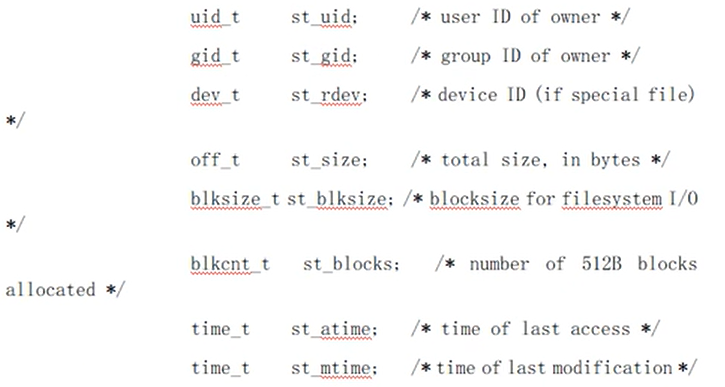 uid_t st_uid; /* user ID of owner */
gid_t st_gid; /* group ID of owner */
dev_t st_rdev; /* device ID (if special file)
*/
off_t st_size; /* total size, in bytes */
blksize_t st_blksize; /* blocksize for filesystem I/O
*/
blkcnt_t st_blocks; /* number of 512B blocks
allocated */
time_t st_atime; /* time of last access */
time_t st_mtime; /* time of last modification */